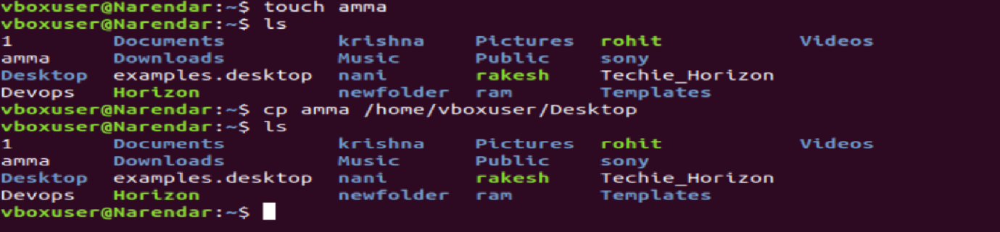 vboxuser@Narendar:~$ touch amma
vboxuser@Narendar:~$ ls
1 Documents krishna Pictures rohit Videos
amma Downloads Music Public sony
Desktop examples.desktop nani rakesh Techie_Horizon
Devops Horizon newfolder ram Templates
vboxuser@Narendar:~$ cp amma /home/vboxuser/Desktop
vboxuser@Narendar:~$ ls
1 Documents krishna Pictures rohit Videos
amma Downloads Music Public sony
Desktop examples.desktop nani rakesh Techie_Horizon
Devops Horizon newfolder ram Templates
vboxuser@Narendar:~$